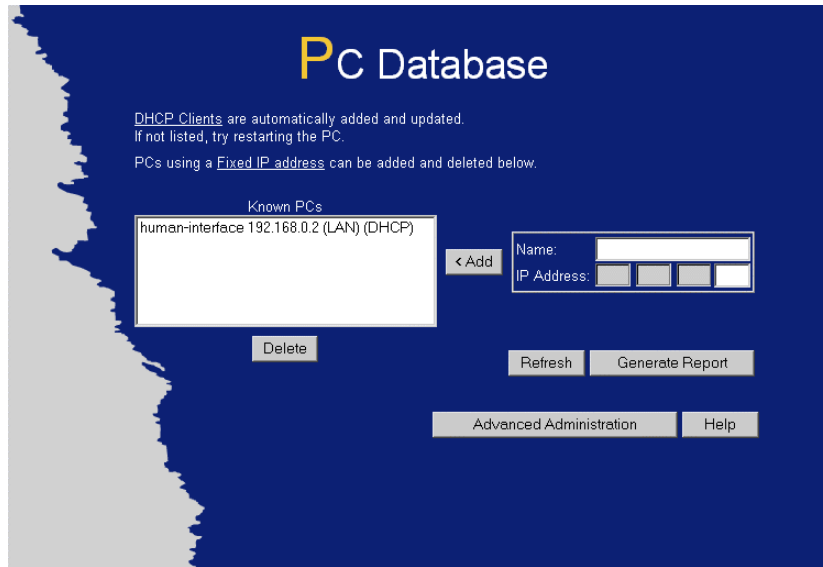 PC Database
DHCP Clients are automatically added and updated.
If not listed, try restarting the PC.
PCs using a Fixed IP address can be added and deleted below.
Known PCs
human-interface 192.168.0.2 (LAN) (DHCP)
< Add
Name:
IP Address:
Delete
Refresh
Generate Report
Advanced Administration
Help